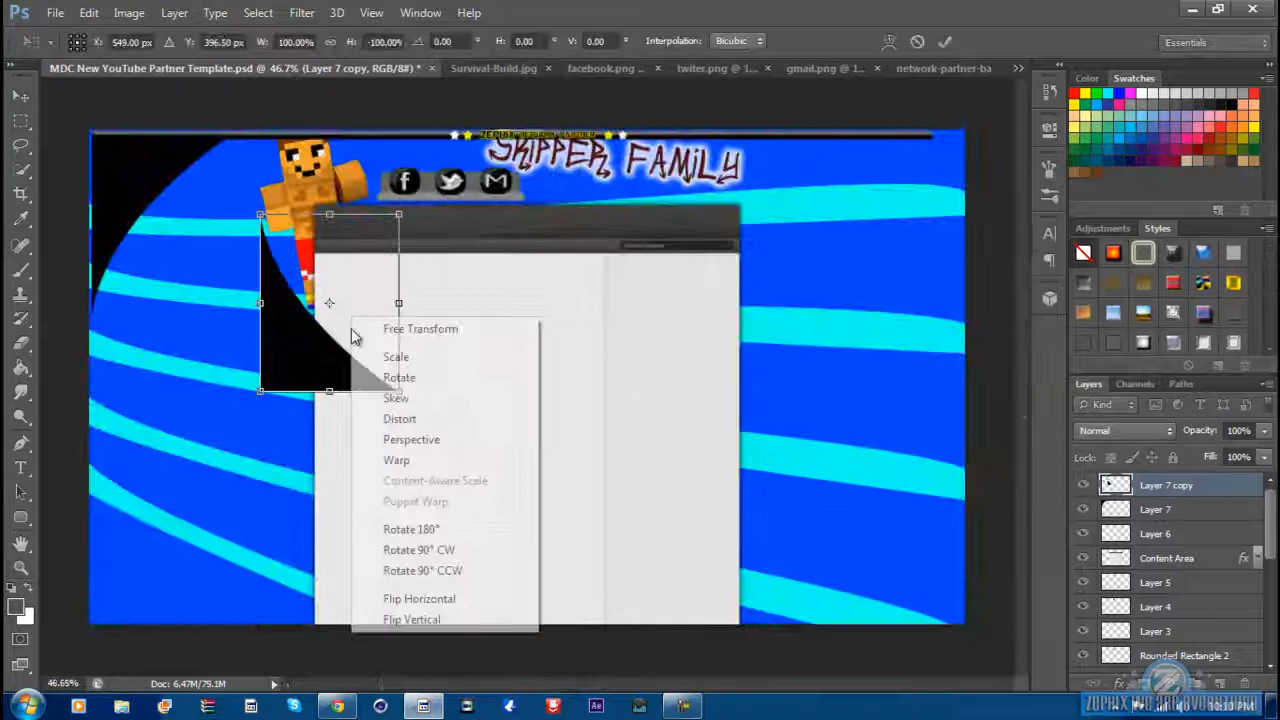 Ps File Edit Image Layer Type Select Filter 3D View Window Help
X: 549.00 px Y: 396.50 px W: 100.00% H: -100.00% 0.00 ° H: 0.00 ° V: 0.00 ° Interpolation: Bicubic Essentials
MDC New YouTube Partner Template.psd @ 46.7% (Layer 7 copy, RGB/8#) * × Survival-Build.jpg × facebook.png ... × twiter.png @ 1... × gmail.png @ 1... × network-partner-ba
Color Swatches
SKIPPER FAMILY
f M
Adjustments Styles
Free Transform
Scale
Rotate
Skew
Distort
Perspective
Warp
Content-Aware Scale
Puppet Warp
Rotate 180°
Rotate 90° CW
Rotate 90° CCW
Flip Horizontal
Flip Vertical
Layers Channels Paths
Kind
Normal Opacity: 100%
Lock: Fill: 100%
Layer 7 copy
Layer 7
Layer 6
Content Area fx
Layer 5
Layer 4
Layer 3
Rounded Rectangle 2
46.65% Doc: 6.47M/79.1M
Ae